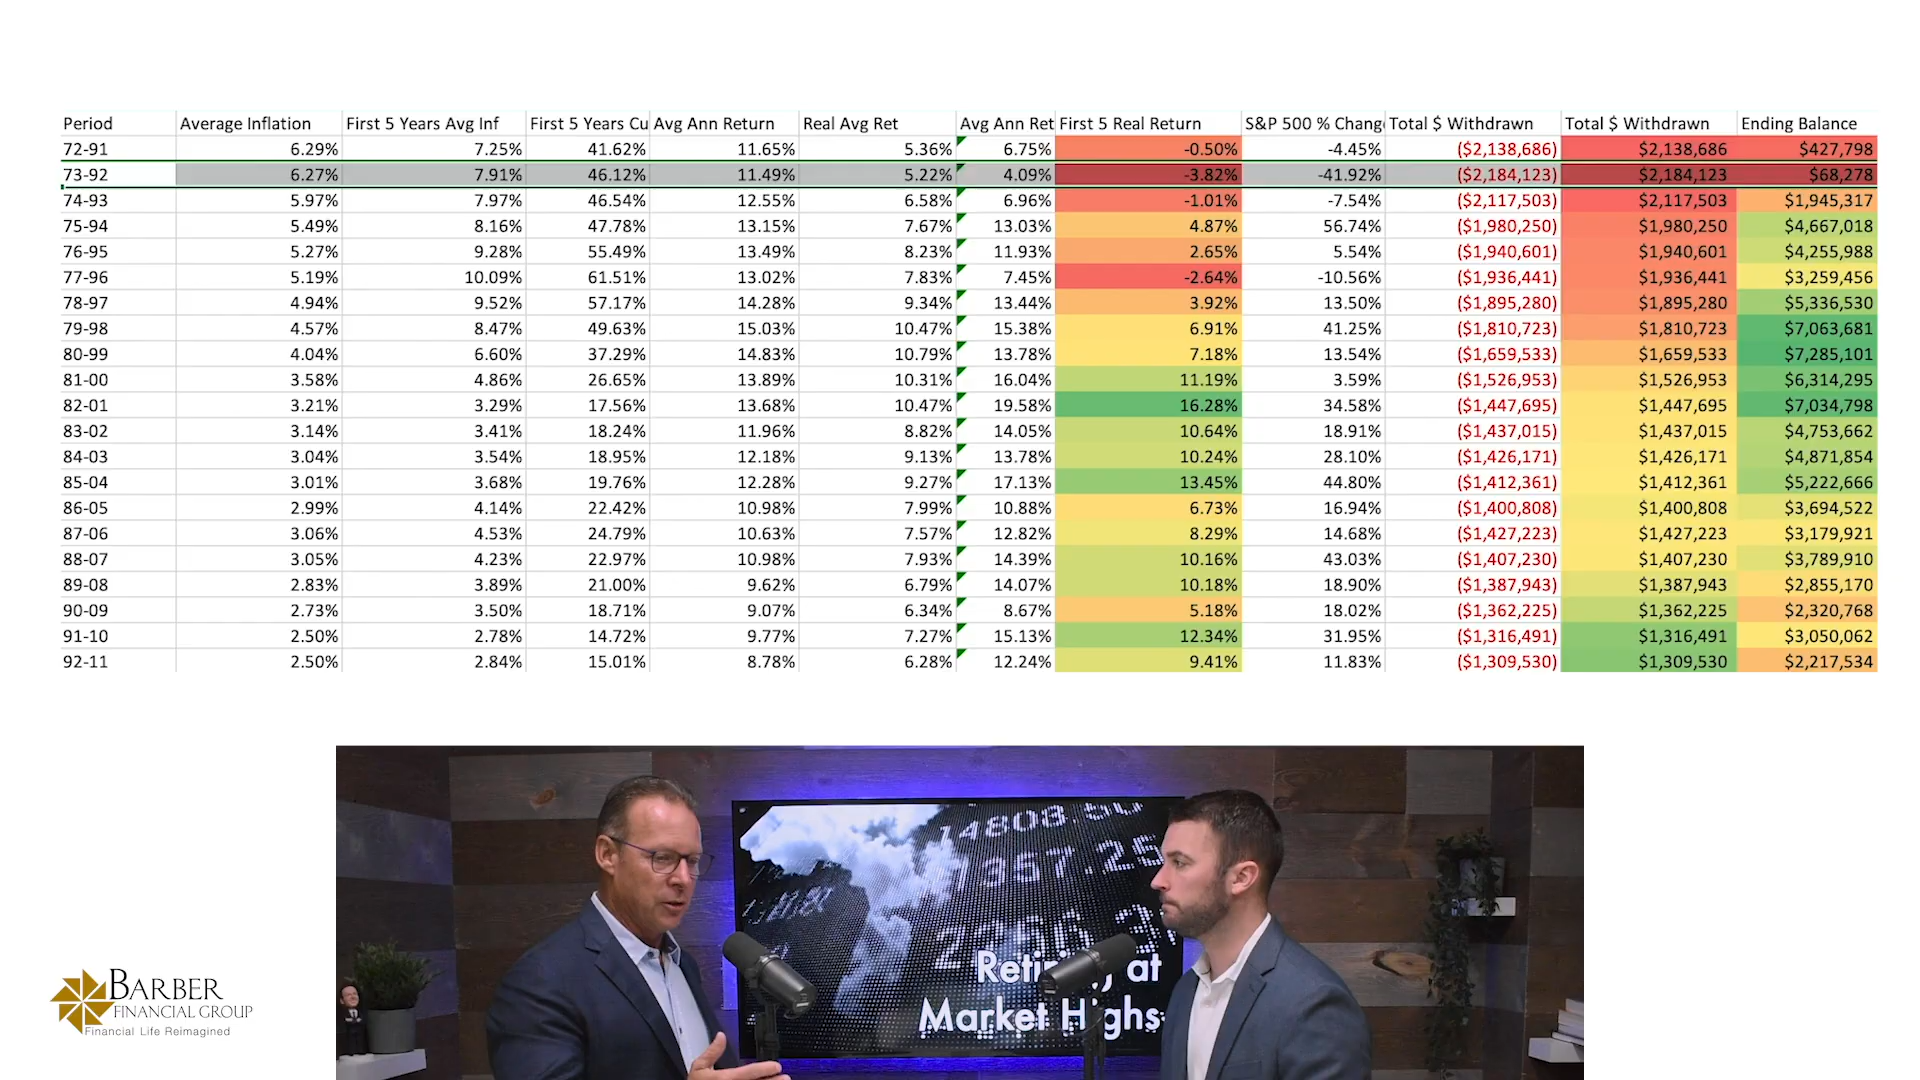 Period Average Inflation First 5 Years Avg Inf First 5 Years Cu Avg Ann Return Real Avg Ret Avg Ann Ret First 5 Real Return S&P 500 % Chang Total $ Withdrawn Total $ Withdrawn Ending Balance
72-91 6.29% 7.25% 41.62% 11.65% 5.36% 6.75% -0.50% -4.45% ($2,138,686) $2,138,686 $427,798
73-92 6.27% 7.91% 46.12% 11.49% 5.22% 4.09% -3.82% -41.92% ($2,184,123) $2,184,123 $68,278
74-93 5.97% 7.97% 46.54% 12.55% 6.58% 6.96% -1.01% -7.54% ($2,117,503) $2,117,503 $1,945,317
75-94 5.49% 8.16% 47.78% 13.15% 7.67% 13.03% 4.87% 56.74% ($1,980,250) $1,980,250 $4,667,018
76-95 5.27% 9.28% 55.49% 13.49% 8.23% 11.93% 2.65% 5.54% ($1,940,601) $1,940,601 $4,255,988
77-96 5.19% 10.09% 61.51% 13.02% 7.83% 7.45% -2.64% -10.56% ($1,936,441) $1,936,441 $3,259,456
78-97 4.94% 9.52% 57.17% 14.28% 9.34% 13.44% 3.92% 13.50% ($1,895,280) $1,895,280 $5,336,530
79-98 4.57% 8.47% 49.63% 15.03% 10.47% 15.38% 6.91% 41.25% ($1,810,723) $1,810,723 $7,063,681
80-99 4.04% 6.60% 37.29% 14.83% 10.79% 13.78% 7.18% 13.54% ($1,659,533) $1,659,533 $7,285,101
81-00 3.58% 4.86% 26.65% 13.89% 10.31% 16.04% 11.19% 3.59% ($1,526,953) $1,526,953 $6,314,295
82-01 3.21% 3.29% 17.56% 13.68% 10.47% 19.58% 16.28% 34.58% ($1,447,695) $1,447,695 $7,034,798
83-02 3.14% 3.41% 18.24% 11.96% 8.82% 14.05% 10.64% 18.91% ($1,437,015) $1,437,015 $4,753,662
84-03 3.04% 3.54% 18.95% 12.18% 9.13% 13.78% 10.24% 28.10% ($1,426,171) $1,426,171 $4,871,854
85-04 3.01% 3.68% 19.76% 12.28% 9.27% 17.13% 13.45% 44.80% ($1,412,361) $1,412,361 $5,222,666
86-05 2.99% 4.14% 22.42% 10.98% 7.99% 10.88% 6.73% 16.94% ($1,400,808) $1,400,808 $3,694,522
87-06 3.06% 4.53% 24.79% 10.63% 7.57% 12.82% 8.29% 14.68% ($1,427,223) $1,427,223 $3,179,921
88-07 3.05% 4.23% 22.97% 10.98% 7.93% 14.39% 10.16% 43.03% ($1,407,230) $1,407,230 $3,789,910
89-08 2.83% 3.89% 21.00% 9.62% 6.79% 14.07% 10.18% 18.90% ($1,387,943) $1,387,943 $2,855,170
90-09 2.73% 3.50% 18.71% 9.07% 6.34% 8.67% 5.18% 18.02% ($1,362,225) $1,362,225 $2,320,768
91-10 2.50% 2.78% 14.72% 9.77% 7.27% 15.13% 12.34% 31.95% ($1,316,491) $1,316,491 $3,050,062
92-11 2.50% 2.84% 15.01% 8.78% 6.28% 12.24% 9.41% 11.83% ($1,309,530) $1,309,530 $2,217,534
14808.50
1357.25
at
Market
BARBER
FINANCIAL GROUP
Financial Life Reimagined